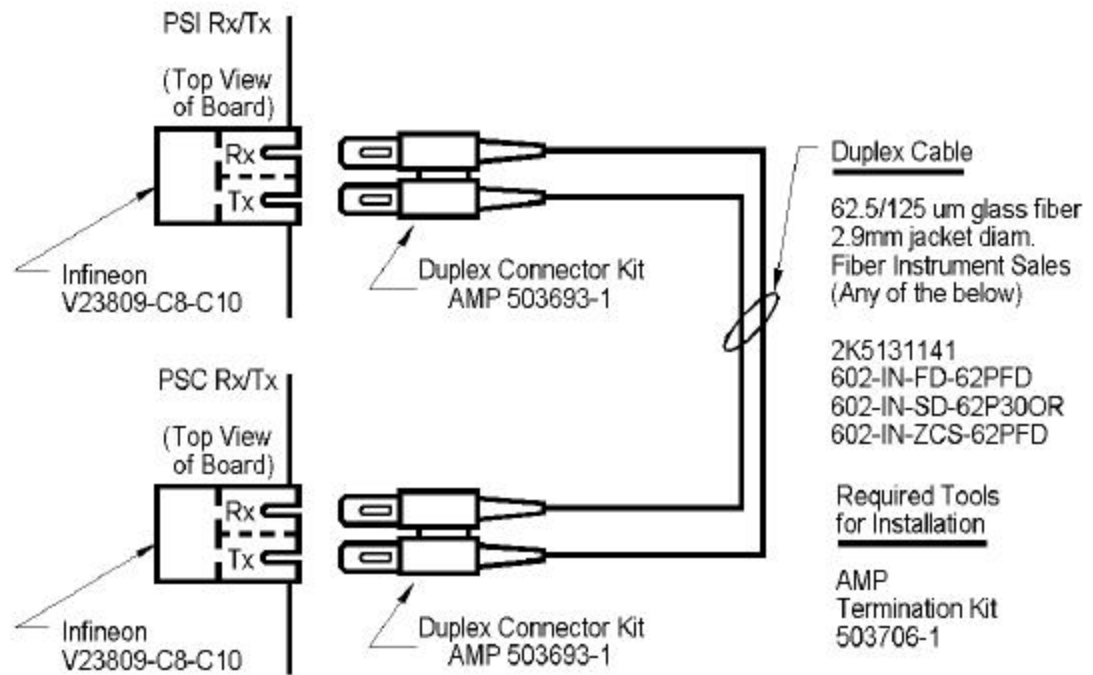 PSI Rx/Tx
(Top View
of Board)
Rx
Tx
Infineon
V23809-C8-C10
Duplex Connector Kit
AMP 503693-1
Duplex Cable
62.5/125 um glass fiber
2.9mm jacket diam.
Fiber Instrument Sales
(Any of the below)
2K5131141
602-IN-FD-62PFD
602-IN-SD-62P30OR
602-IN-ZCS-62PFD
PSC Rx/Tx
(Top View
of Board)
Rx
Tx
Infineon
V23809-C8-C10
Duplex Connector Kit
AMP 503693-1
Required Tools
for Installation
AMP
Termination Kit
503706-1